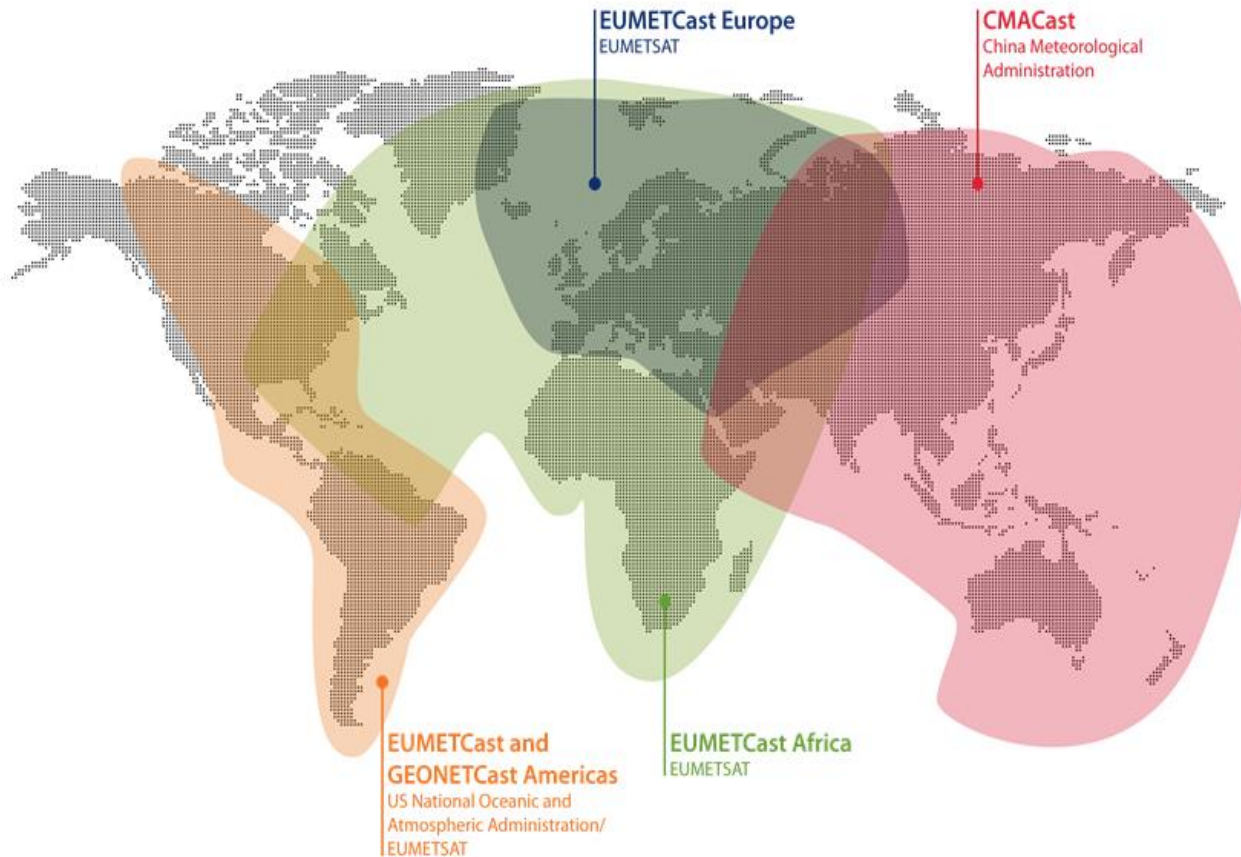 EUMETCast Europe
EUMETSAT
CMACast
China Meteorological
Administration
EUMETCast and
GEONETCast Americas
US National Oceanic and
Atmospheric Administration/
EUMETSAT
EUMETCast Africa
EUMETSAT